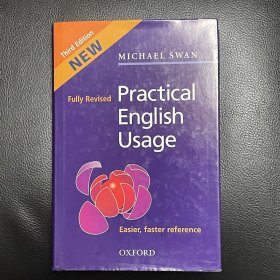 Third Edition
NEW
MICHAEL SWAN
Fully Revised
Practical
English
Usage
Easier, faster reference
OXFORD